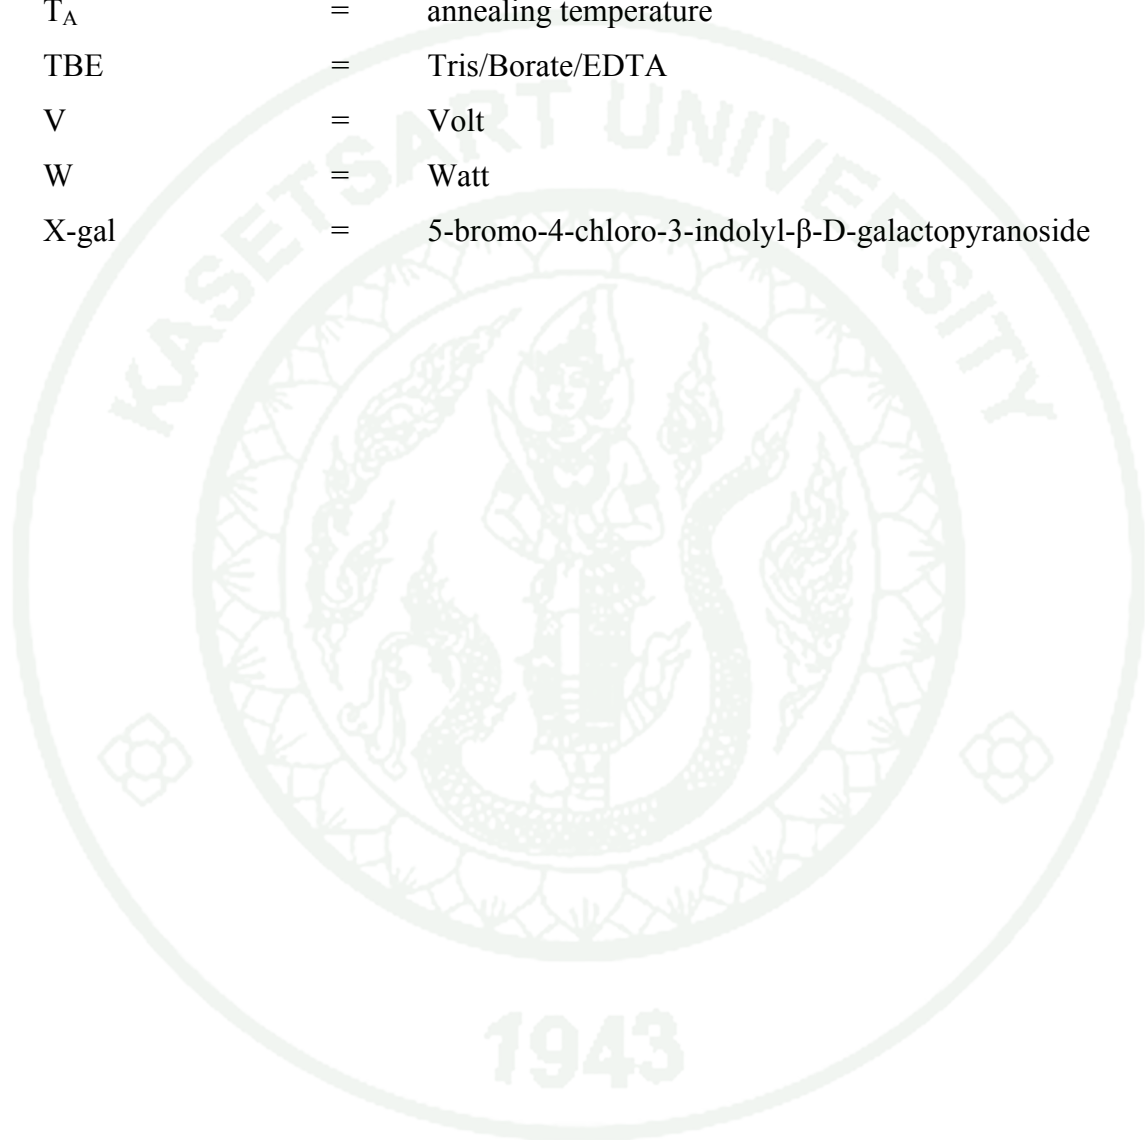 T_A = annealing temperature
TBE = Tris/Borate/EDTA
V = Volt
W = Watt
X-gal = 5-bromo-4-chloro-3-indolyl-β-D-galactopyranoside
KASETSART UNIVERSITY
1943